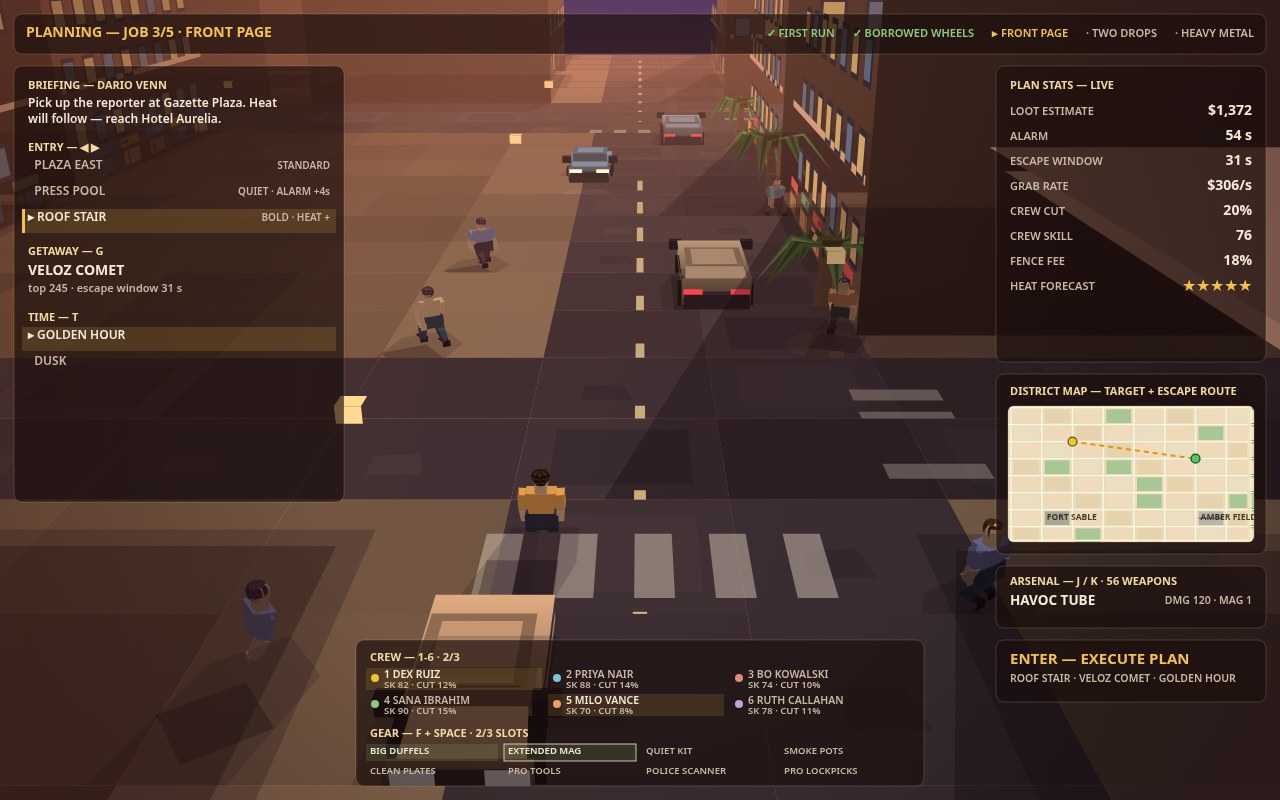 PLANNING — JOB 3/5 · FRONT PAGE
✓ FIRST RUN ✓ BORROWED WHEELS ▸ FRONT PAGE · TWO DROPS · HEAVY METAL
BRIEFING — DARIO VENN
Pick up the reporter at Gazette Plaza. Heat
will follow — reach Hotel Aurelia.
ENTRY — ◀ ▶
PLAZA EAST STANDARD
PRESS POOL QUIET · ALARM +4s
▸ ROOF STAIR BOLD · HEAT +
GETAWAY — G
VELOZ COMET
top 245 · escape window 31 s
TIME — T
▸ GOLDEN HOUR
DUSK
PLAN STATS — LIVE
LOOT ESTIMATE $1,372
ALARM 54 s
ESCAPE WINDOW 31 s
GRAB RATE $306/s
CREW CUT 20%
CREW SKILL 76
FENCE FEE 18%
HEAT FORECAST ★★★★★
DISTRICT MAP — TARGET + ESCAPE ROUTE
FORT SABLE
AMBER FIELD
ARSENAL — J / K · 56 WEAPONS
HAVOC TUBE DMG 120 · MAG 1
ENTER — EXECUTE PLAN
ROOF STAIR · VELOZ COMET · GOLDEN HOUR
CREW — 1-6 · 2/3
1 DEX RUIZ 2 PRIYA NAIR 3 BO KOWALSKI
SK 82 · CUT 12% SK 88 · CUT 14% SK 74 · CUT 10%
4 SANA IBRAHIM 5 MILO VANCE 6 RUTH CALLAHAN
SK 90 · CUT 15% SK 70 · CUT 8% SK 78 · CUT 11%
GEAR — F + SPACE · 2/3 SLOTS
BIG DUFFELS EXTENDED MAG QUIET KIT SMOKE POTS
CLEAN PLATES PRO TOOLS POLICE SCANNER PRO LOCKPICKS